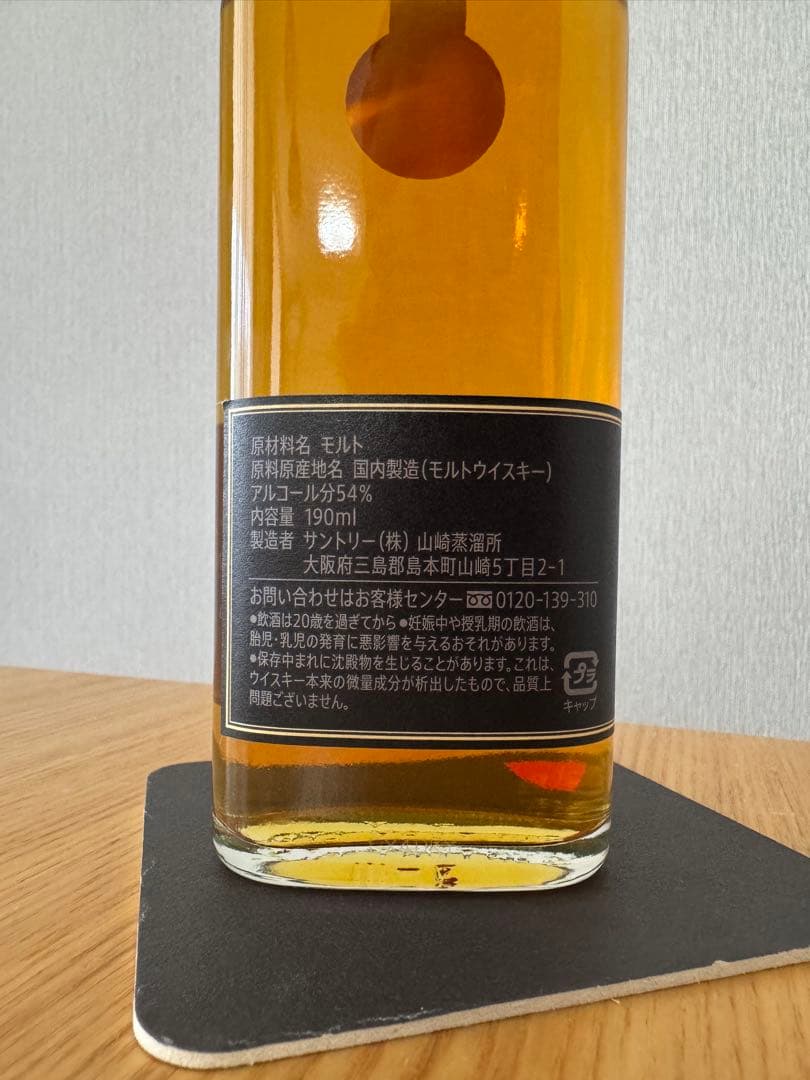 原材料名 モルト
原料原産地名 国内製造(モルトウイスキー)
アルコール分54%
内容量 190ml
製造者 サントリー(株) 山崎蒸溜所
大阪府三島郡島本町山崎5丁目2-1
お問い合わせはお客様センター 0120-139-310
●飲酒は20歳を過ぎてから●妊娠中や授乳期の飲酒は、
胎児・乳児の発育に悪影響を与えるおそれがあります。
●保存中まれに沈殿物を生じることがあります。これは、
ウイスキー本来の微量成分が析出したもので、品質上
問題ございません。
プラ
キャップ